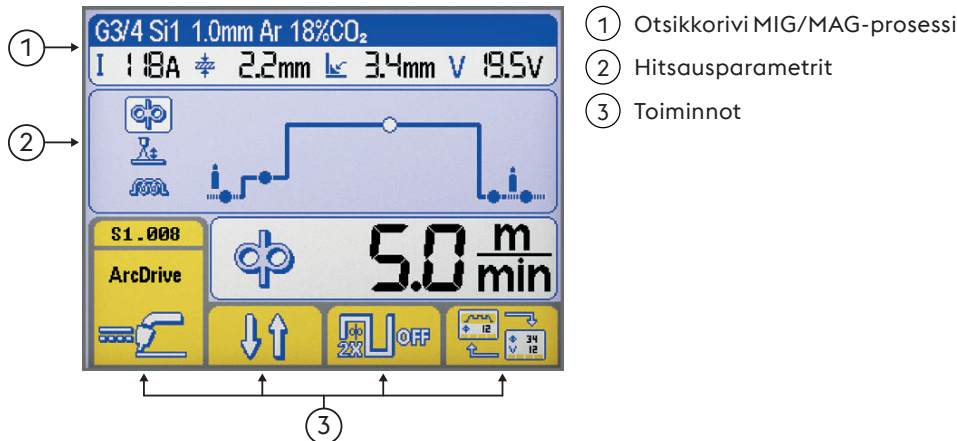 G3/4 Si1 1.0mm Ar 18%CO₂
I 118A 2.2mm 3.4mm V 19.5V
S1.008
ArcDrive
5.0 m/min
2X OFF
12
34
V 12
1
2
3
1 Otsikkorivi MIG/MAG-prosessi
2 Hitsausparametrit
3 Toiminnot